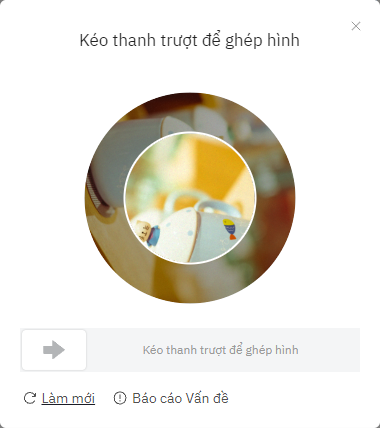 Kéo thanh trượt để ghép hình
Kéo thanh trượt để ghép hình
Làm mới
Báo cáo Vấn đề